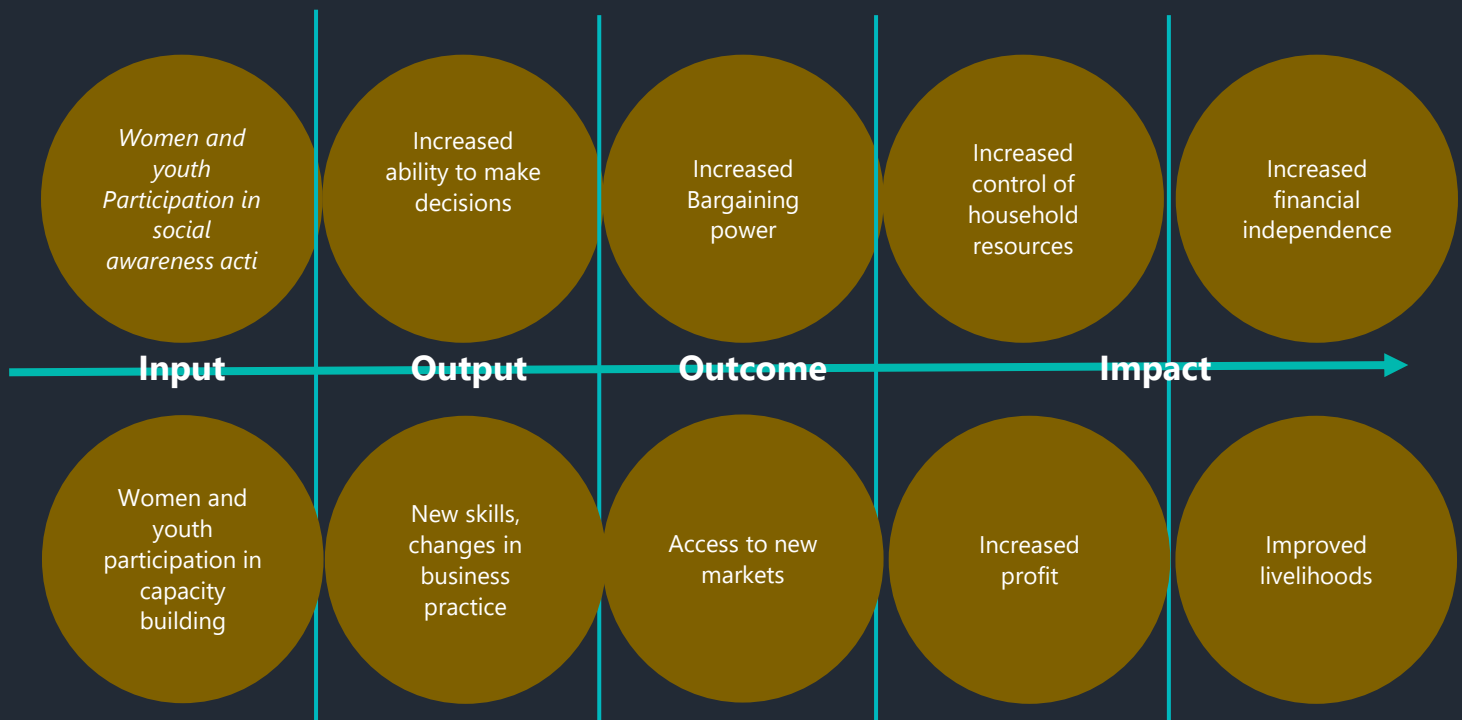 Women and
youth
Participation in
social
awareness acti
Increased
ability to make
decisions
Increased
Bargaining
power
Increased
control of
household
resources
Increased
financial
independence
Input
Output
Outcome
Impact
Women and
youth
participation in
capacity
building
New skills,
changes in
business
practice
Access to new
markets
Increased
profit
Improved
livelihoods